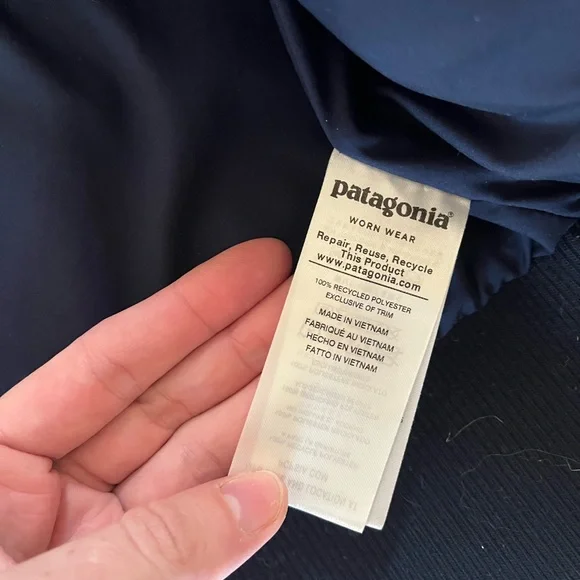 patagonia®
WORN WEAR
Repair, Reuse, Recycle
This Product
www.patagonia.com
100% RECYCLED POLYESTER
EXCLUSIVE OF TRIM
MADE IN VIETNAM
FABRIQUÉ AU VIETNAM
HECHO EN VIETNAM
FATTO IN VIETNAM